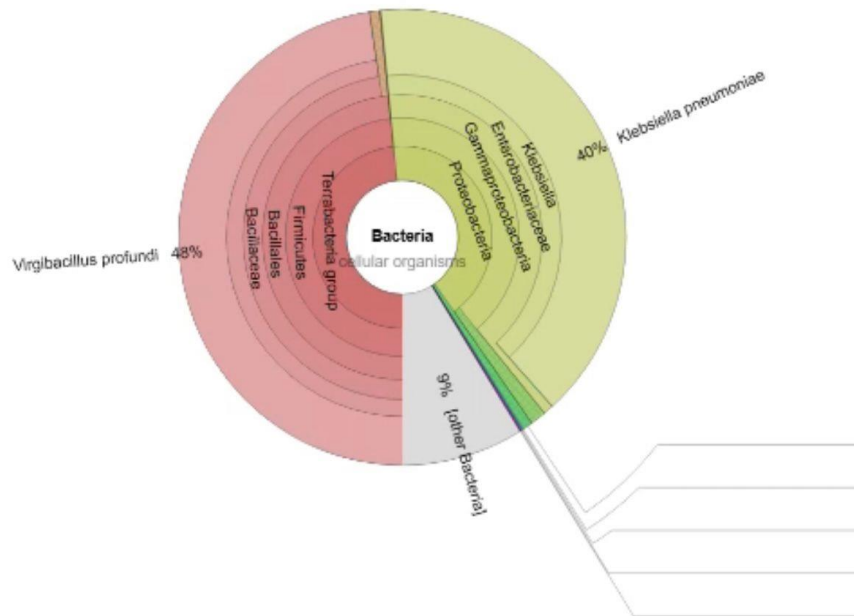 Klebsiella pneumoniae
40%
Klebsiella
Enterobacteriaceae
Gammaproteobacteria
Proteobacteria
Bacteria
cellular organisms
Terrabacteria group
Firmicutes
Bacillales
Bacillaceae
Virgibacillus profundi 48%
9% [other Bacteria]